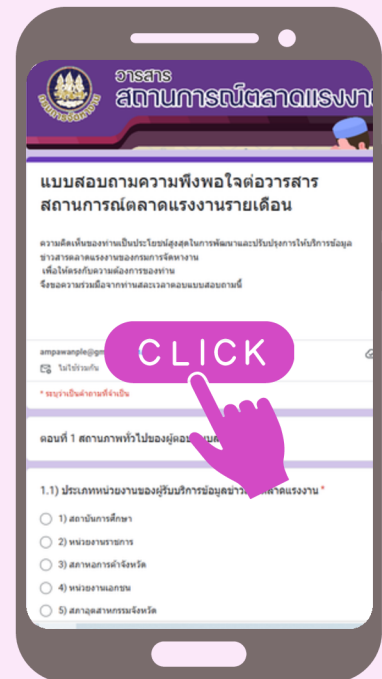 วารสาร
สถานการณ์ตลาดแรงงา
แบบสอบถามความพึงพอใจต่อวารสาร
สถานการณ์ตลาดแรงงานรายเดือน
ความคิดเห็นของท่านเป็นประโยชน์สูงสุดในการพัฒนาและปรับปรุงการให้บริการข้อมูล
ข่าวสารตลาดแรงงานของกรมการจัดหางาน
เพื่อให้ตรงกับความต้องการของท่าน
จึงขอความร่วมมือจากท่านสละเวลาตอบแบบสอบถามนี้
ampawanple@gm
CLICK
ไม่ใช้ร่วมกัน
* ระบุว่าเป็นคำถามที่จำเป็น
ตอนที่ 1 สถานภาพทั่วไปของผู้ตอบ
1.1) ประเภทหน่วยงานของผู้รับบริการข้อมูลข่าว ตลาดแรงงาน *
1) สถาบันการศึกษา
2) หน่วยงานราชการ
3) สภาหอการค้าจังหวัด
4) หน่วยงานเอกชน
5) สภาอุตสาหกรรมจังหวัด